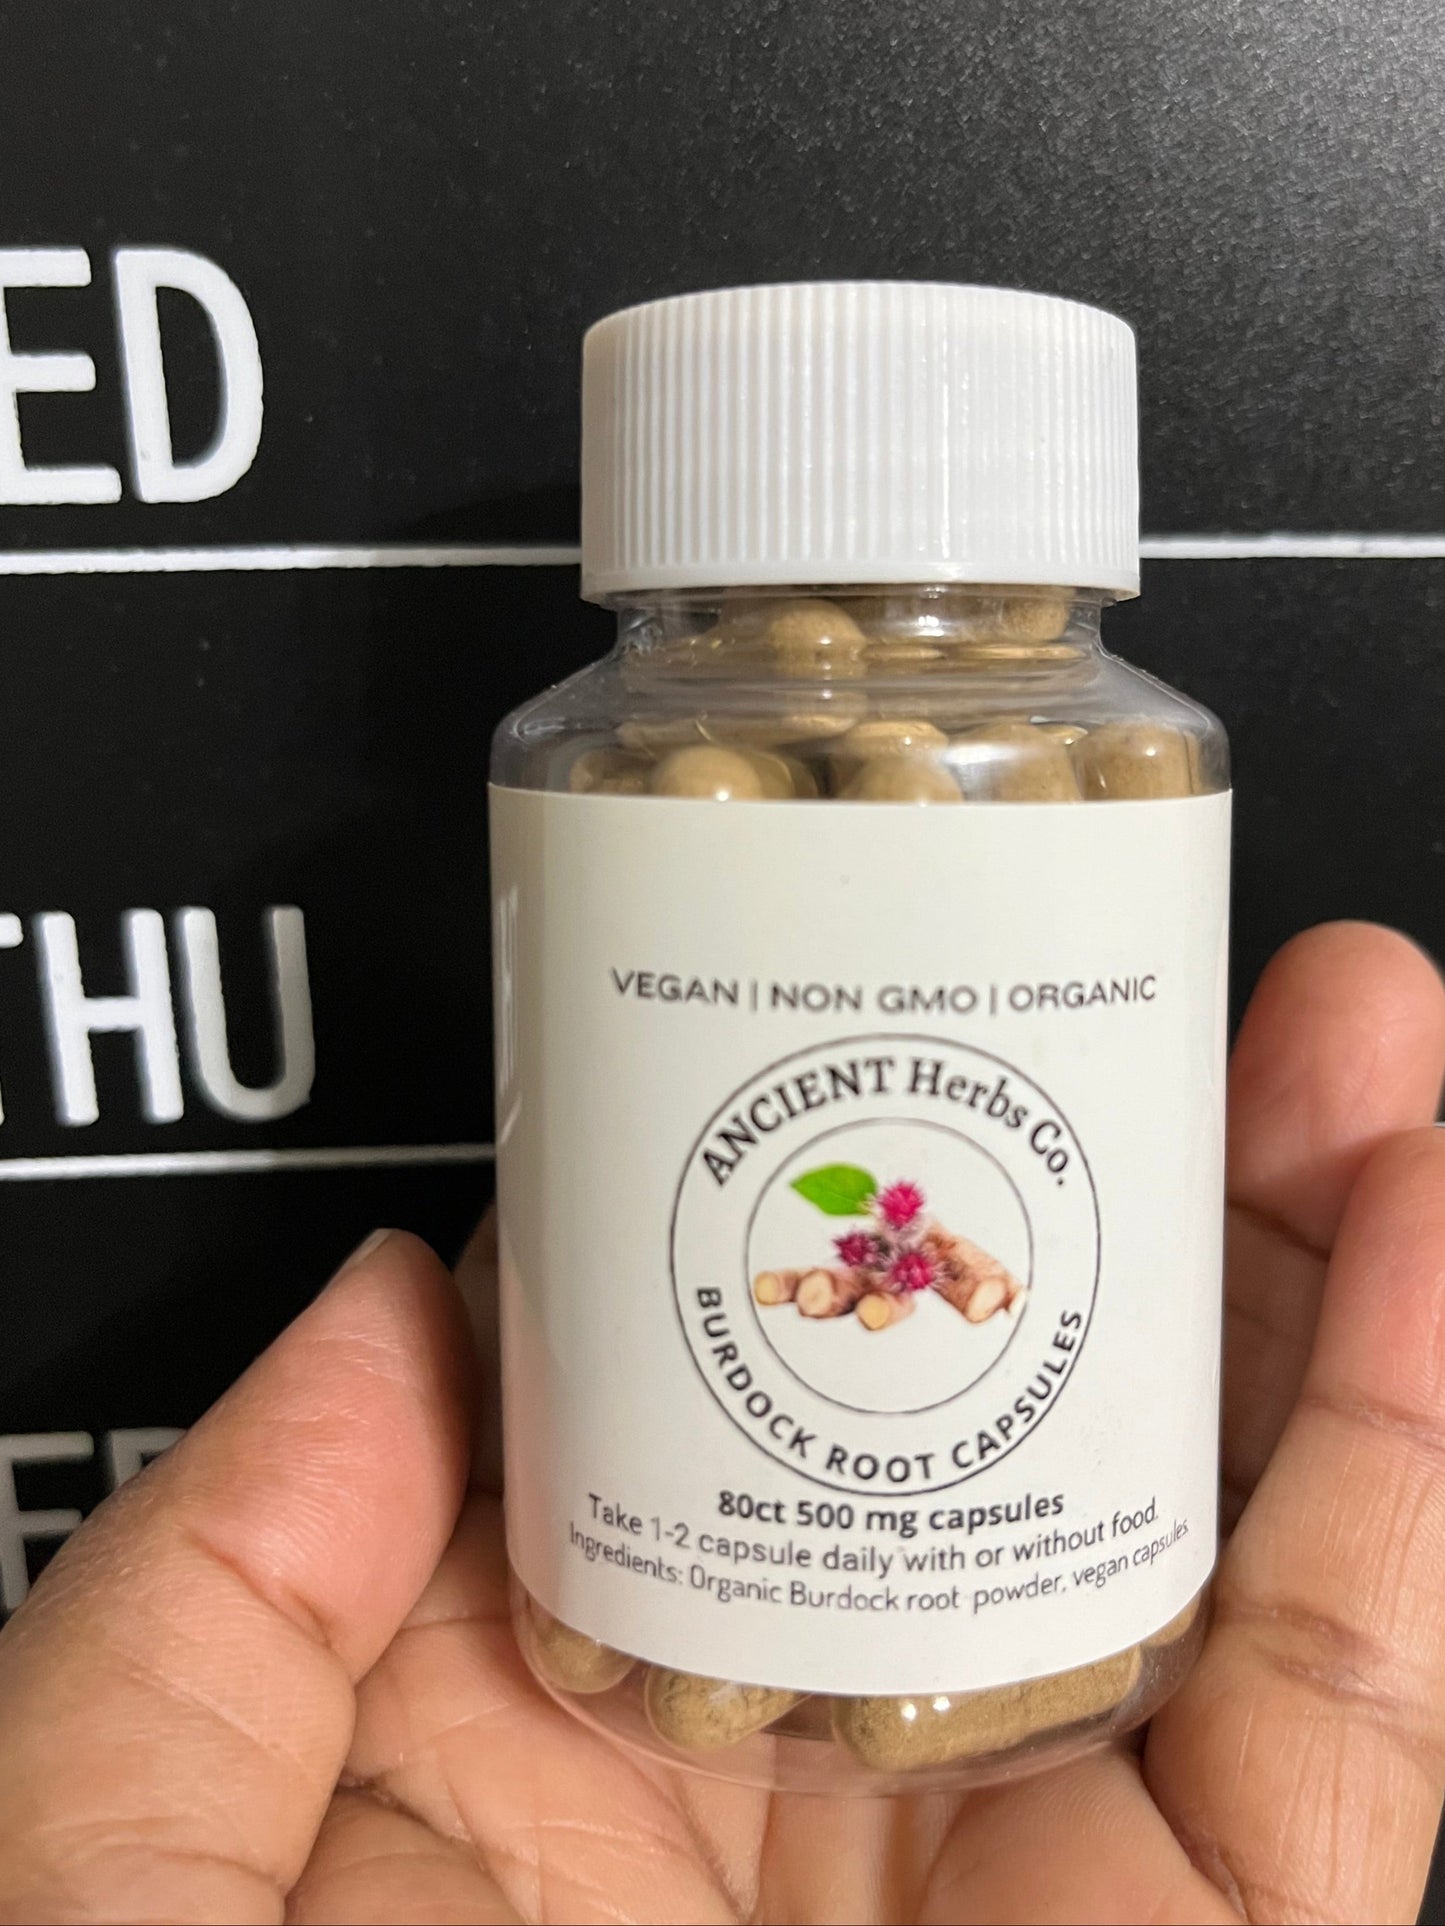 ED
THU
VEGAN | NON GMO | ORGANIC
ANCIENT Herbs Co.
BURDOCK ROOT CAPSULES
80ct 500 mg capsules
Take 1-2 capsule daily with or without food.
Ingredients: Organic Burdock root powder, vegan capsules.